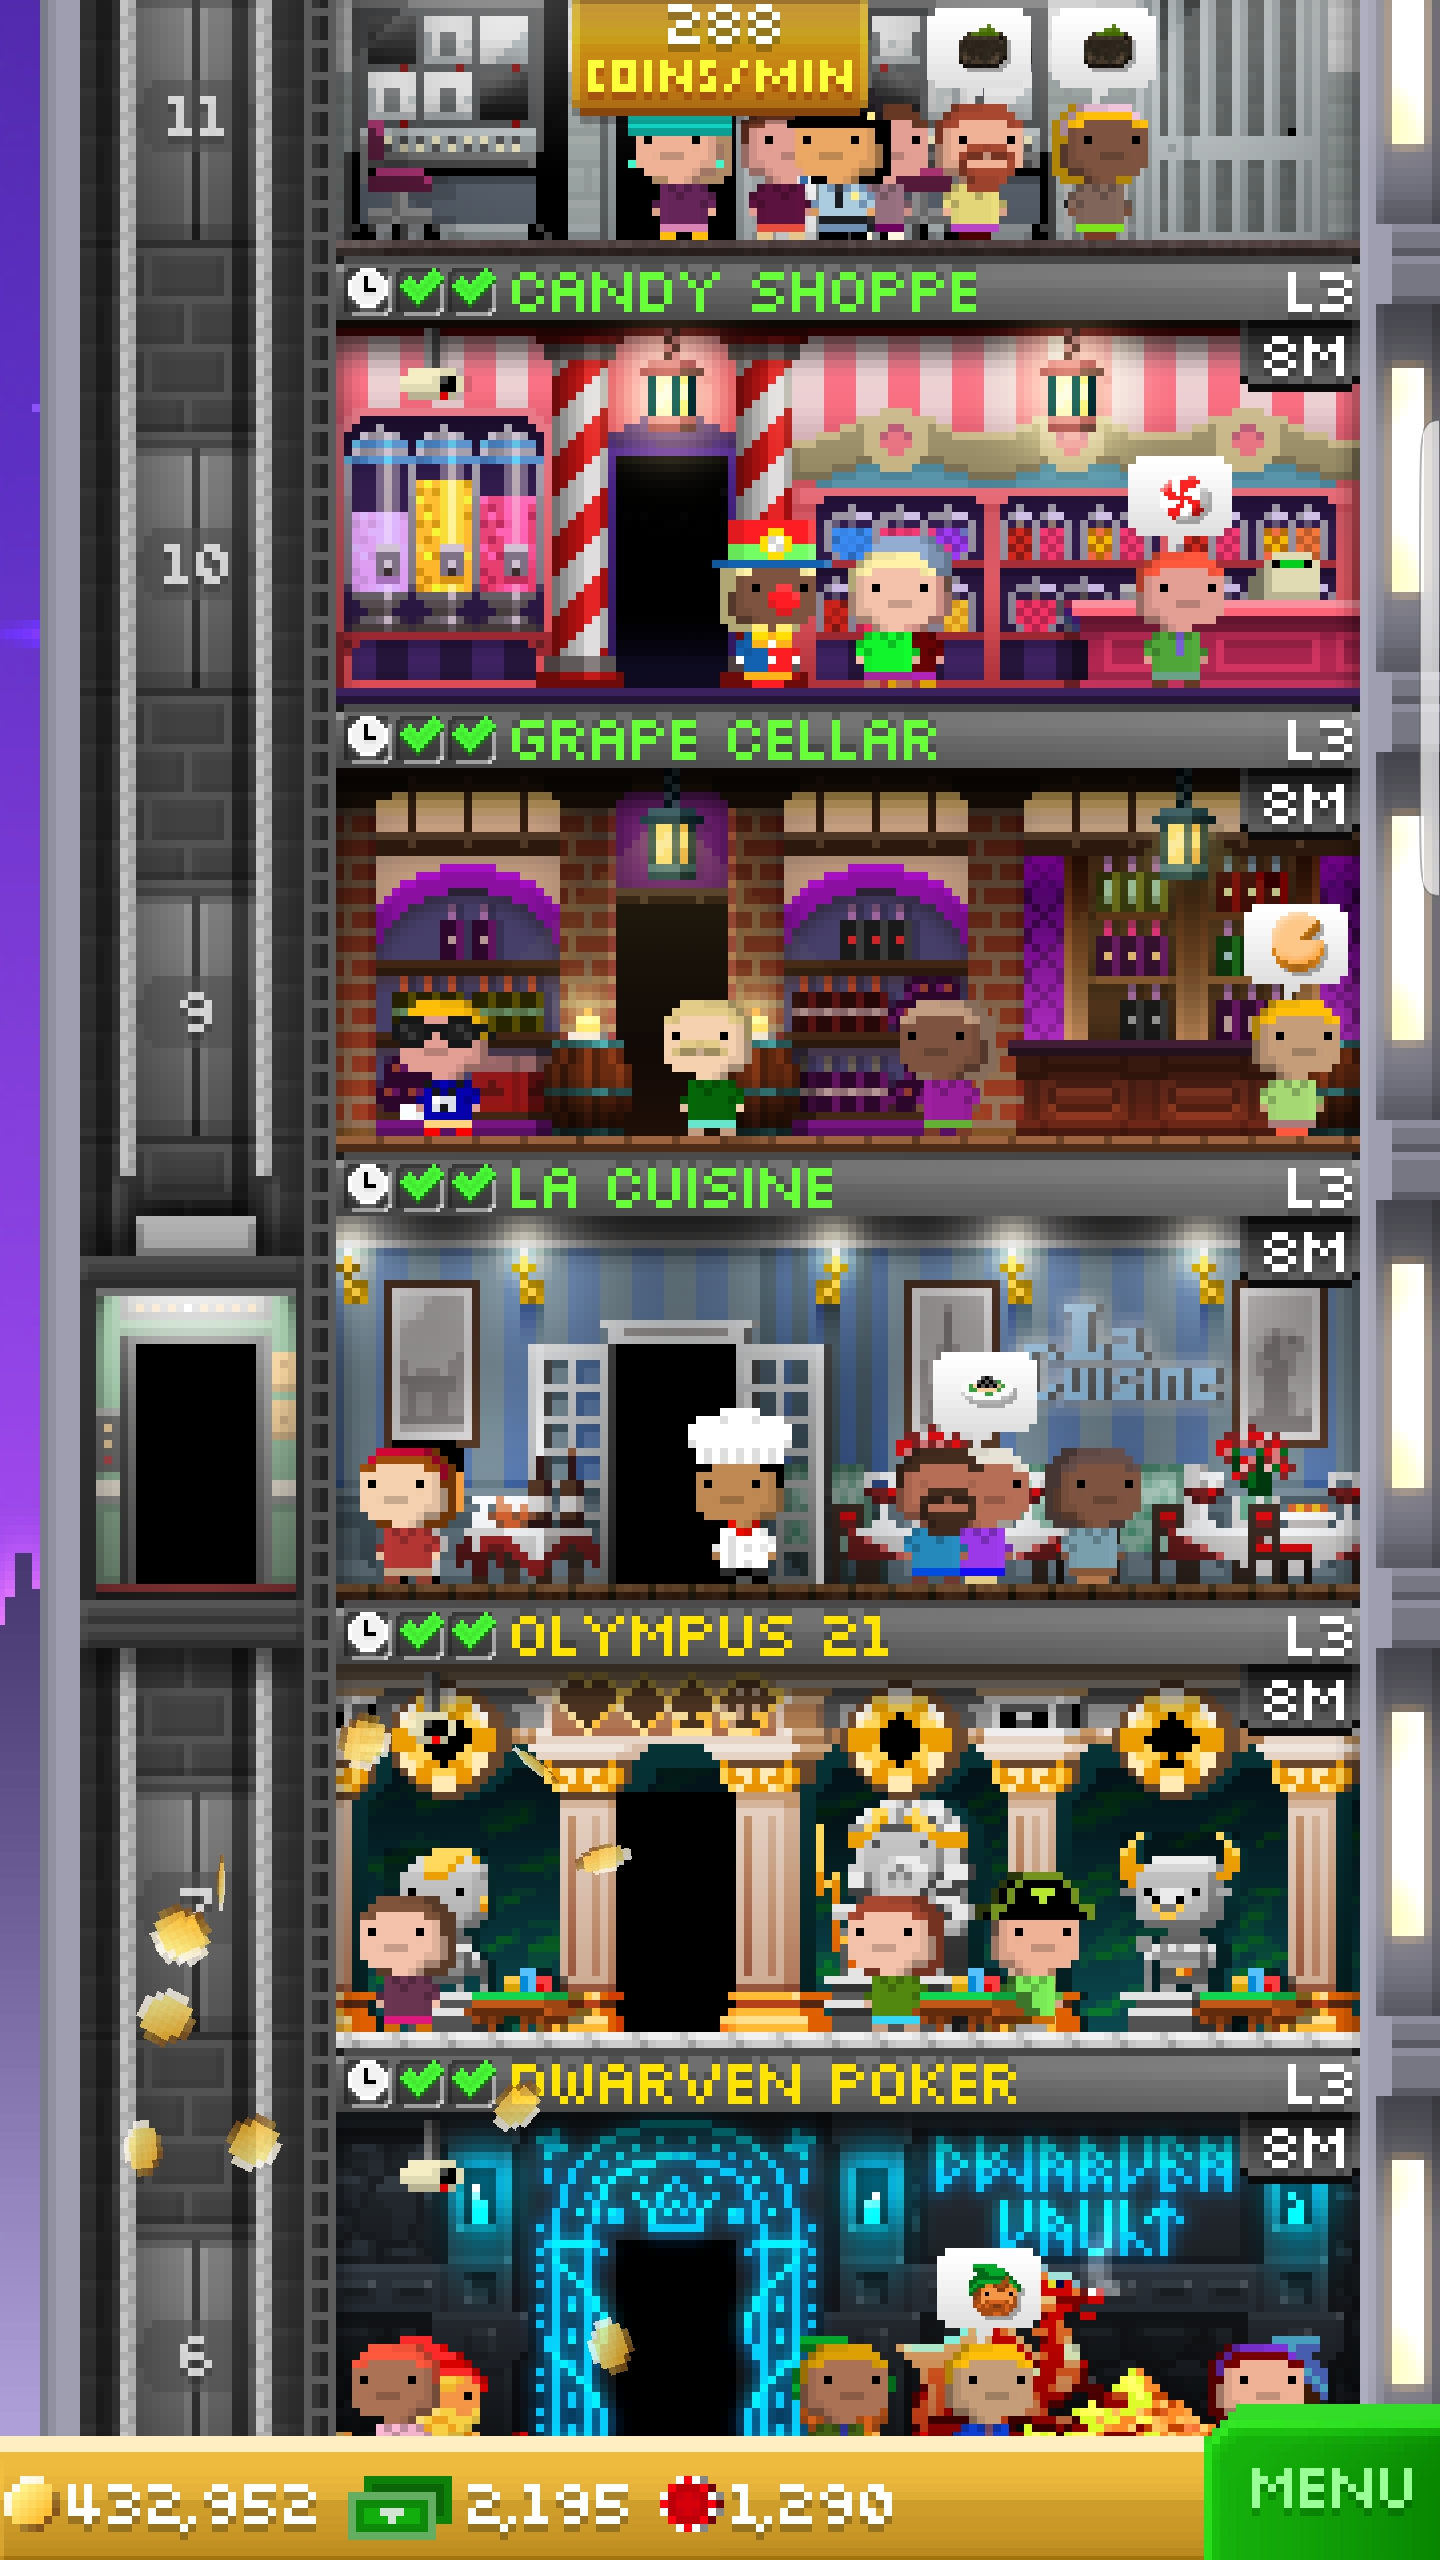 288
COINS/MIN
11
CANDY SHOPPE L3
8M
10
GRAPE CELLAR L3
8M
9
LA CUISINE L3
8M
La
Cuisine
OLYMPUS 21 L3
8M
7
DWARVEN POKER L3
8M
DWARVEN
VAULT
6
432,952 2,195 1,290
MENU